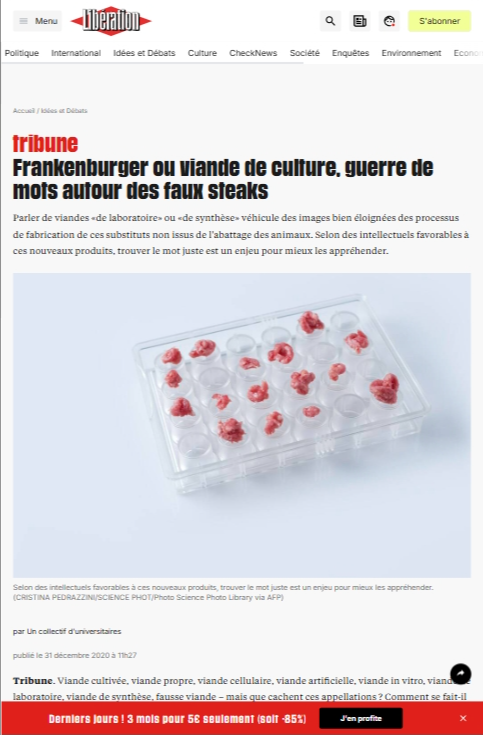 Menu
Libération
S'abonner
Politique International Idées et Débats Culture CheckNews Société Enquêtes Environnement Econo
Accueil / Idées et Débats
tribune
Frankenburger ou viande de culture, guerre de
mots autour des faux steaks
Parler de viandes «de laboratoire» ou «de synthèse» véhicule des images bien éloignées des processus
de fabrication de ces substituts non issus de l'abattage des animaux. Selon des intellectuels favorables à
ces nouveaux produits, trouver le mot juste est un enjeu pour mieux les appréhender.
Selon des intellectuels favorables à ces nouveaux produits, trouver le mot juste est un enjeu pour mieux les appréhender.
(CRISTINA PEDRAZZINI/SCIENCE PHOT/Photo Science Photo Library via AFP)
par Un collectif d'universitaires
publié le 31 décembre 2020 à 11h27
Tribune. Viande cultivée, viande propre, viande cellulaire, viande artificielle, viande in vitro, viande
laboratoire, viande de synthèse, fausse viande – mais que cachent ces appellations ? Comment se fait-il
Derniers jours ! 3 mois pour 5€ seulement (soit -85%)
J'en profite